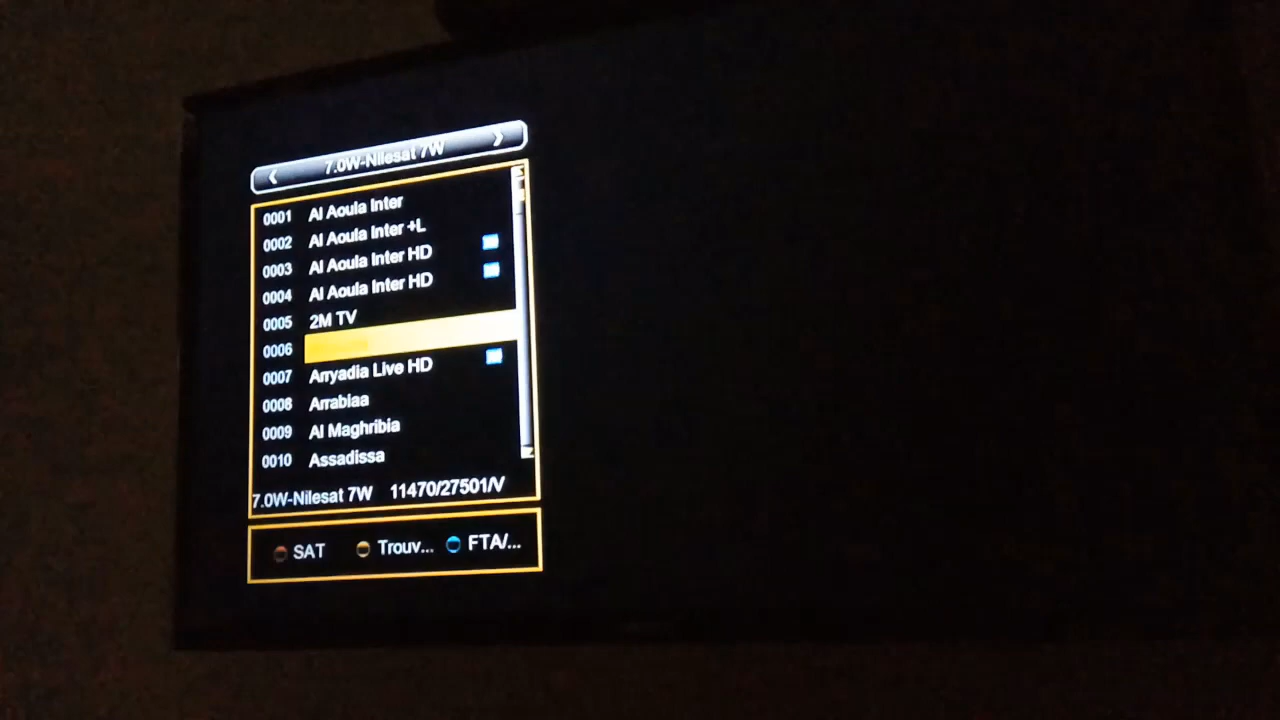 7.0W-Nilesat 7W
0001 Al Aoula Inter
0002 Al Aoula Inter +L
0003 Al Aoula Inter HD
0004 Al Aoula Inter HD
0005 2M TV
0006
0007 Arryadia Live HD
0008 Arrabiaa
0009 Al Maghribia
0010 Assadissa
7.0W-Nilesat 7W 11470/27501/V
SAT Trouv... FTA/...